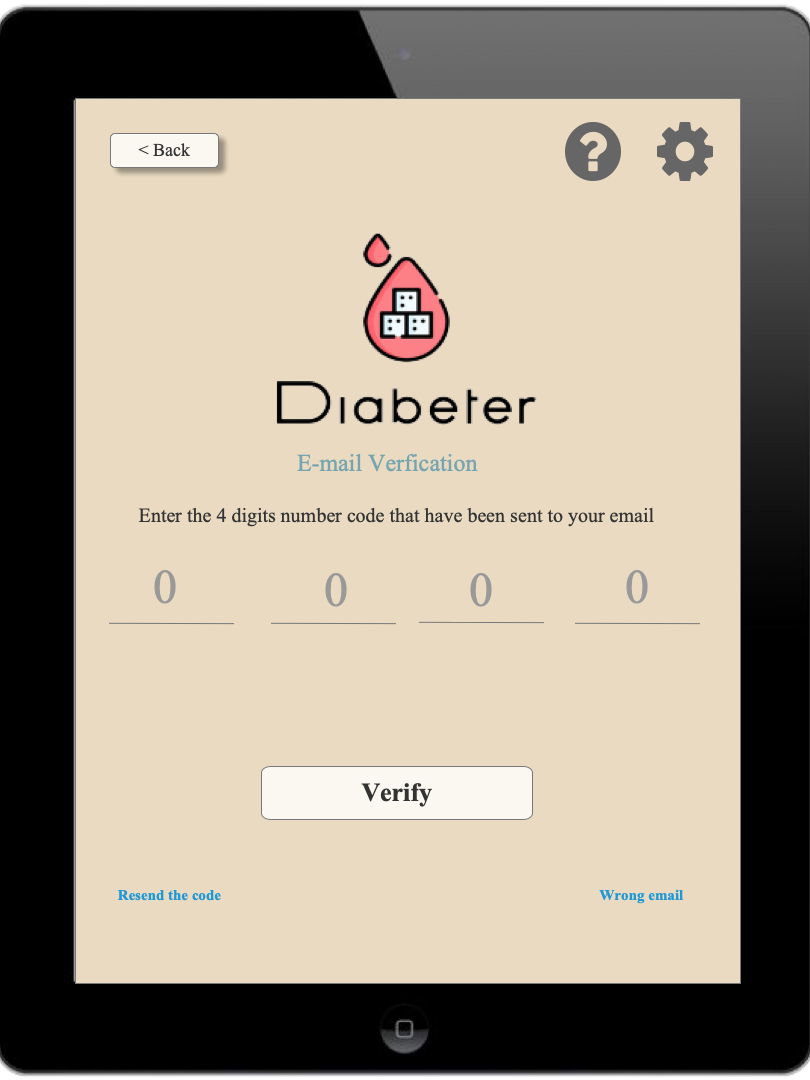 < Back
?
Diabeter
E-mail Verfication
Enter the 4 digits number code that have been sent to your email
0 0 0 0
Verify
Resend the code Wrong email